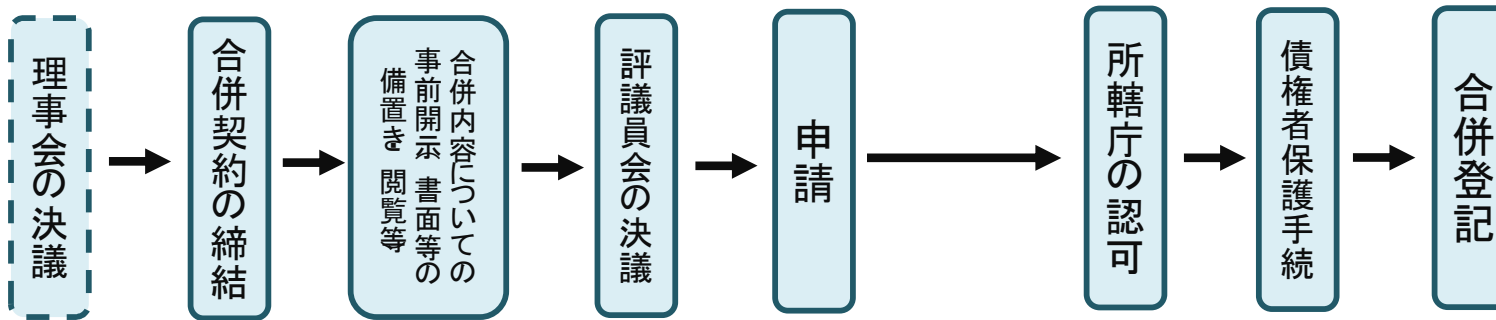 理事会の決議
合併契約の締結
合併内容についての
事前開示 書面等の
備置き 閲覧等
評議員会の決議
申請
所轄庁の認可
債権者保護手続
合併登記